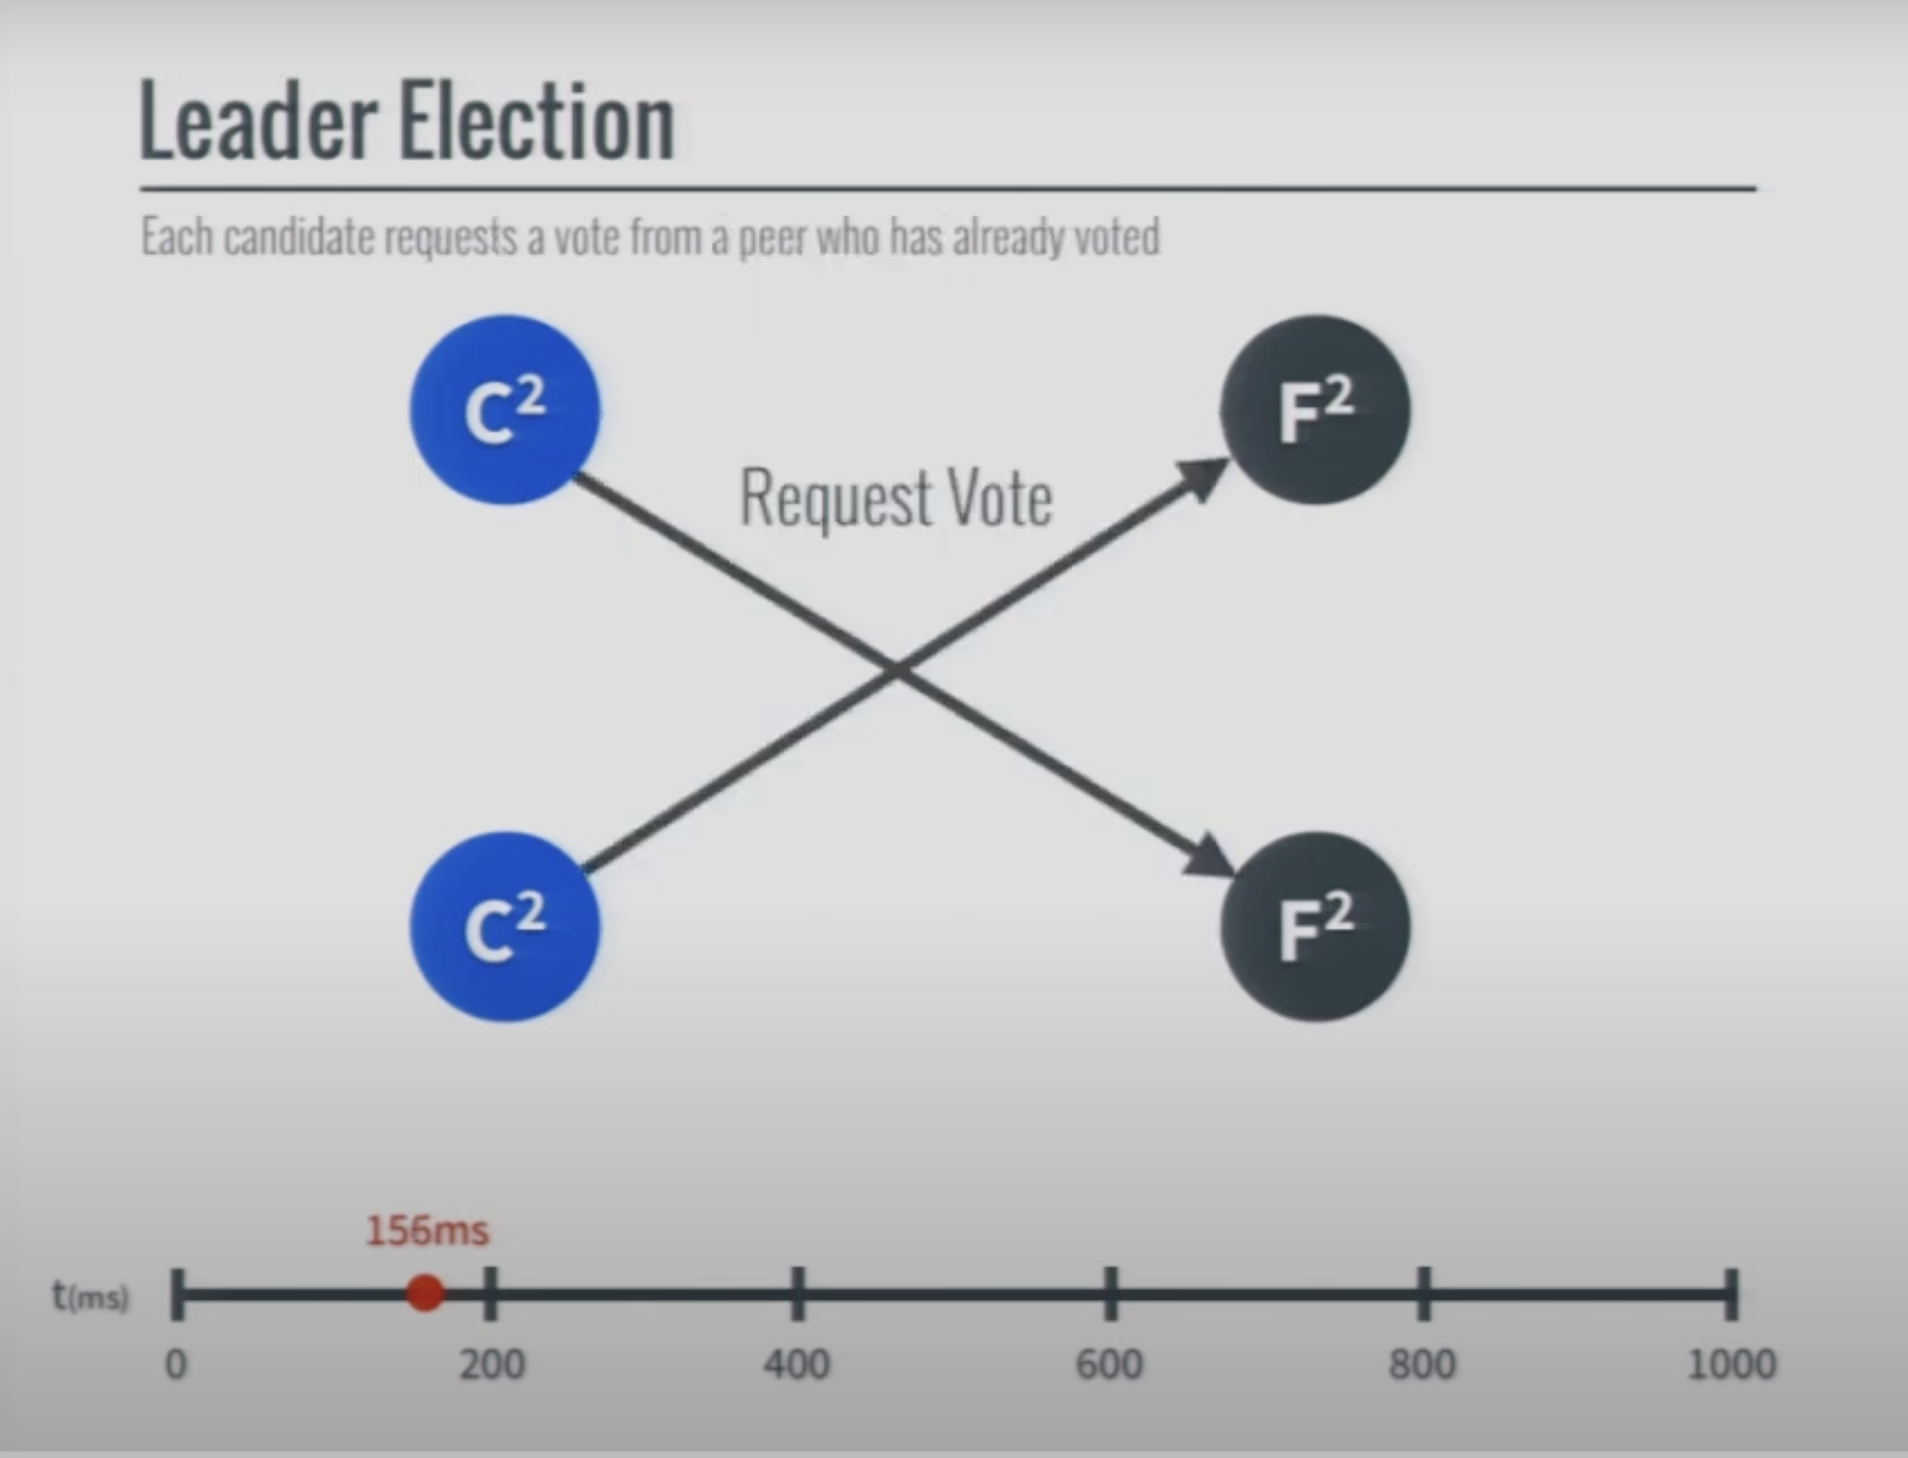 Leader Election
Each candidate requests a vote from a peer who has already voted
C²
F²
Request Vote
C²
F²
156ms
t(ms)
0 200 400 600 800 1000